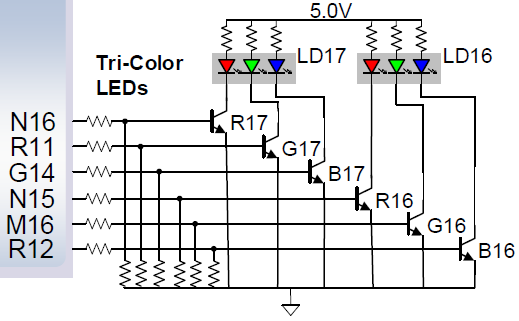 5.0V
LD17
LD16
Tri-Color
LEDs
N16
R11
G14
N15
M16
R12
R17
G17
B17
R16
G16
B16